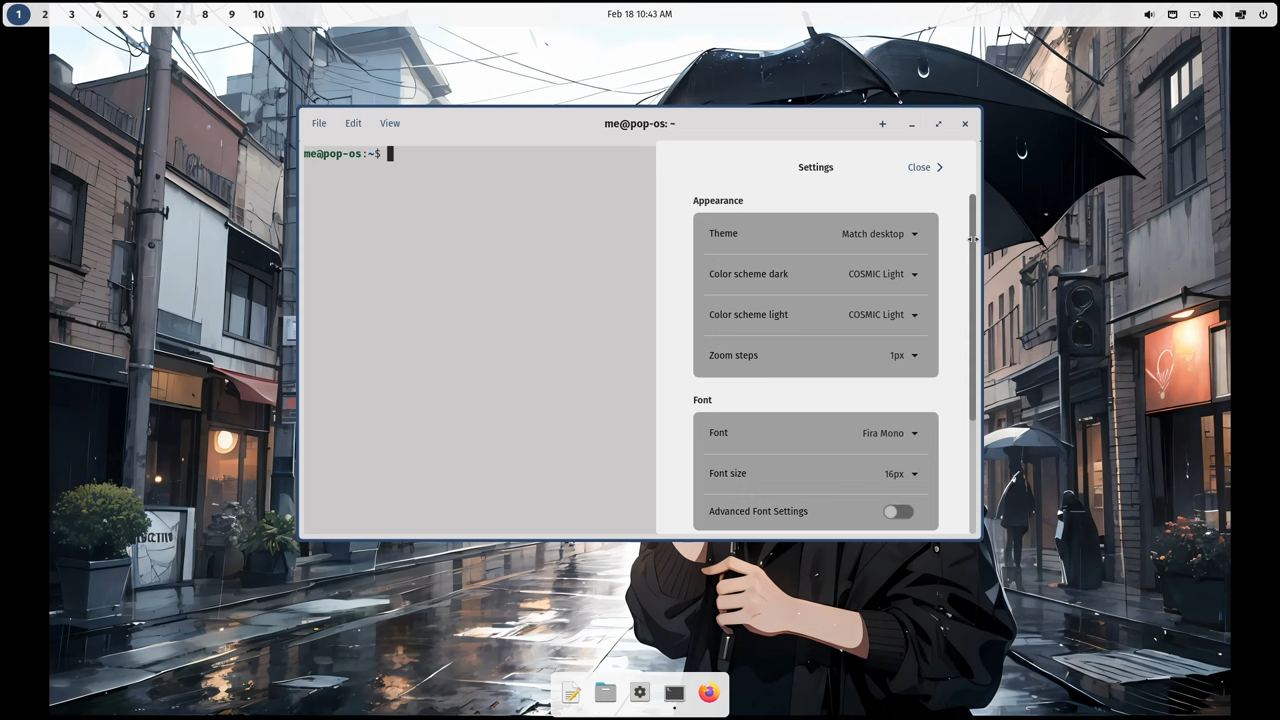 1 2 3 4 5 6 7 8 9 10
Feb 18 10:43 AM
File Edit View
me@pop-os: ~
me@pop-os:~$
Settings
Close
Appearance
Theme Match desktop
Color scheme dark COSMIC Light
Color scheme light COSMIC Light
Zoom steps 1px
Font
Font Fira Mono
Font size 16px
Advanced Font Settings